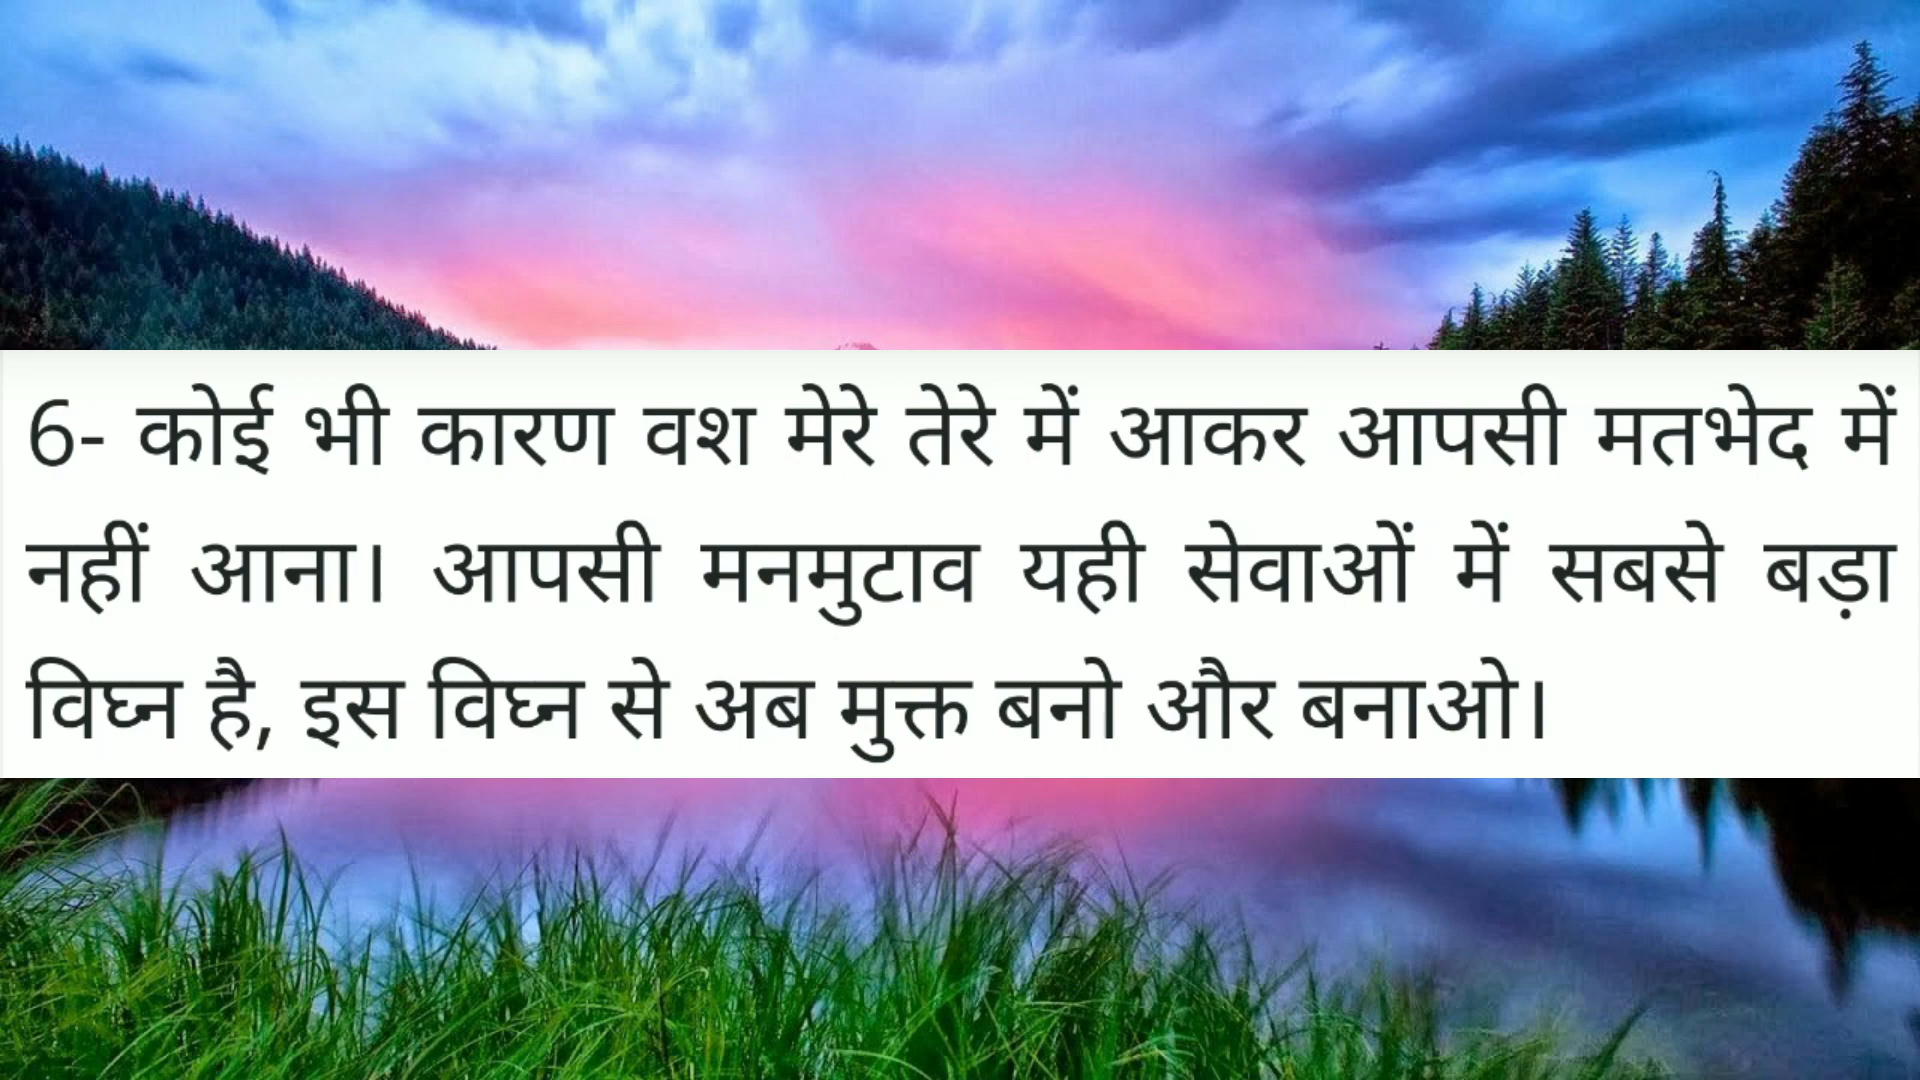 6- कोई भी कारण वश मेरे तेरे में आकर आपसी मतभेद में
नहीं आना। आपसी मनमुटाव यही सेवाओं में सबसे बड़ा
विघ्न है, इस विघ्न से अब मुक्त बनो और बनाओ।